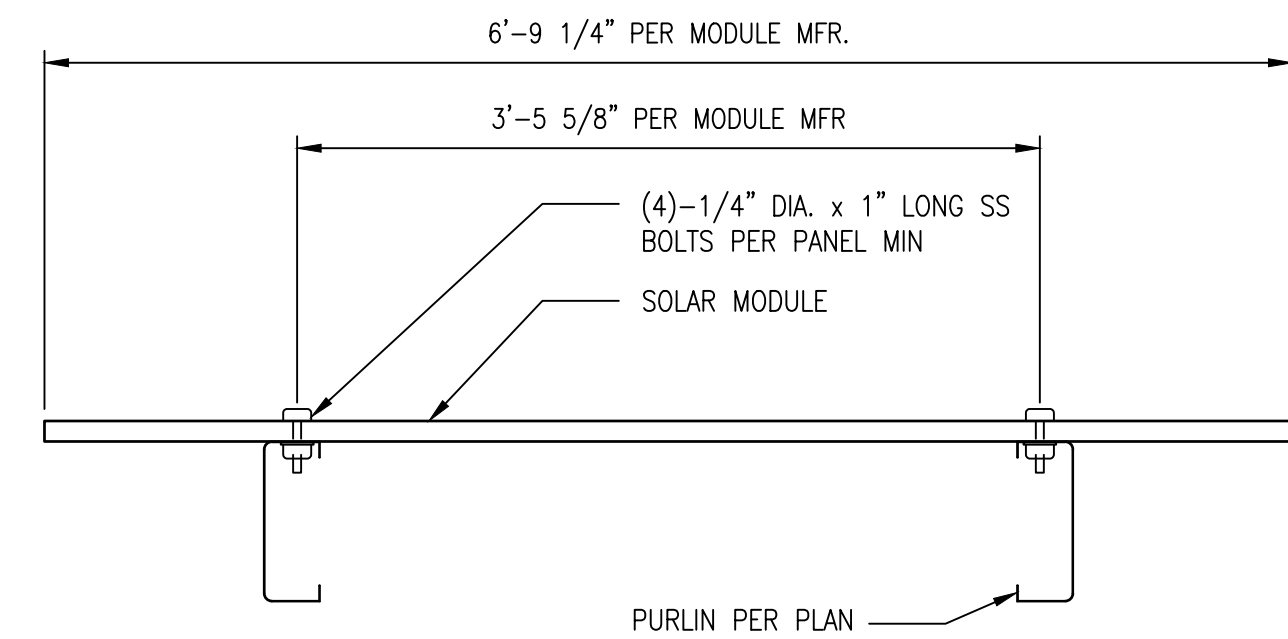 6'-9 1/4" PER MODULE MFR.
3'-5 5/8" PER MODULE MFR
(4)-1/4" DIA. x 1" LONG SS
BOLTS PER PANEL MIN
SOLAR MODULE
PURLIN PER PLAN